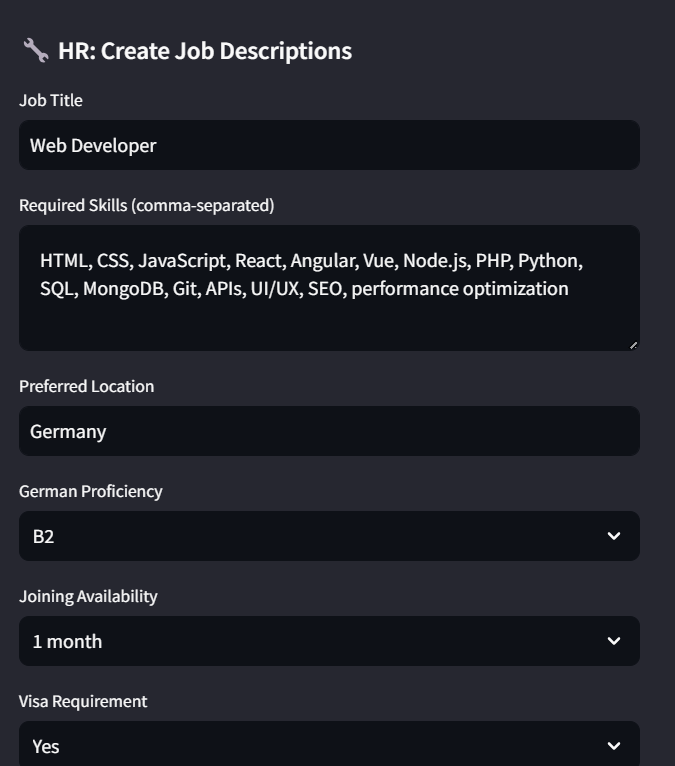 HR: Create Job Descriptions
Job Title
Web Developer
Required Skills (comma-separated)
HTML, CSS, JavaScript, React, Angular, Vue, Node.js, PHP, Python,
SQL, MongoDB, Git, APIs, UI/UX, SEO, performance optimization
Preferred Location
Germany
German Proficiency
B2
Joining Availability
1 month
Visa Requirement
Yes